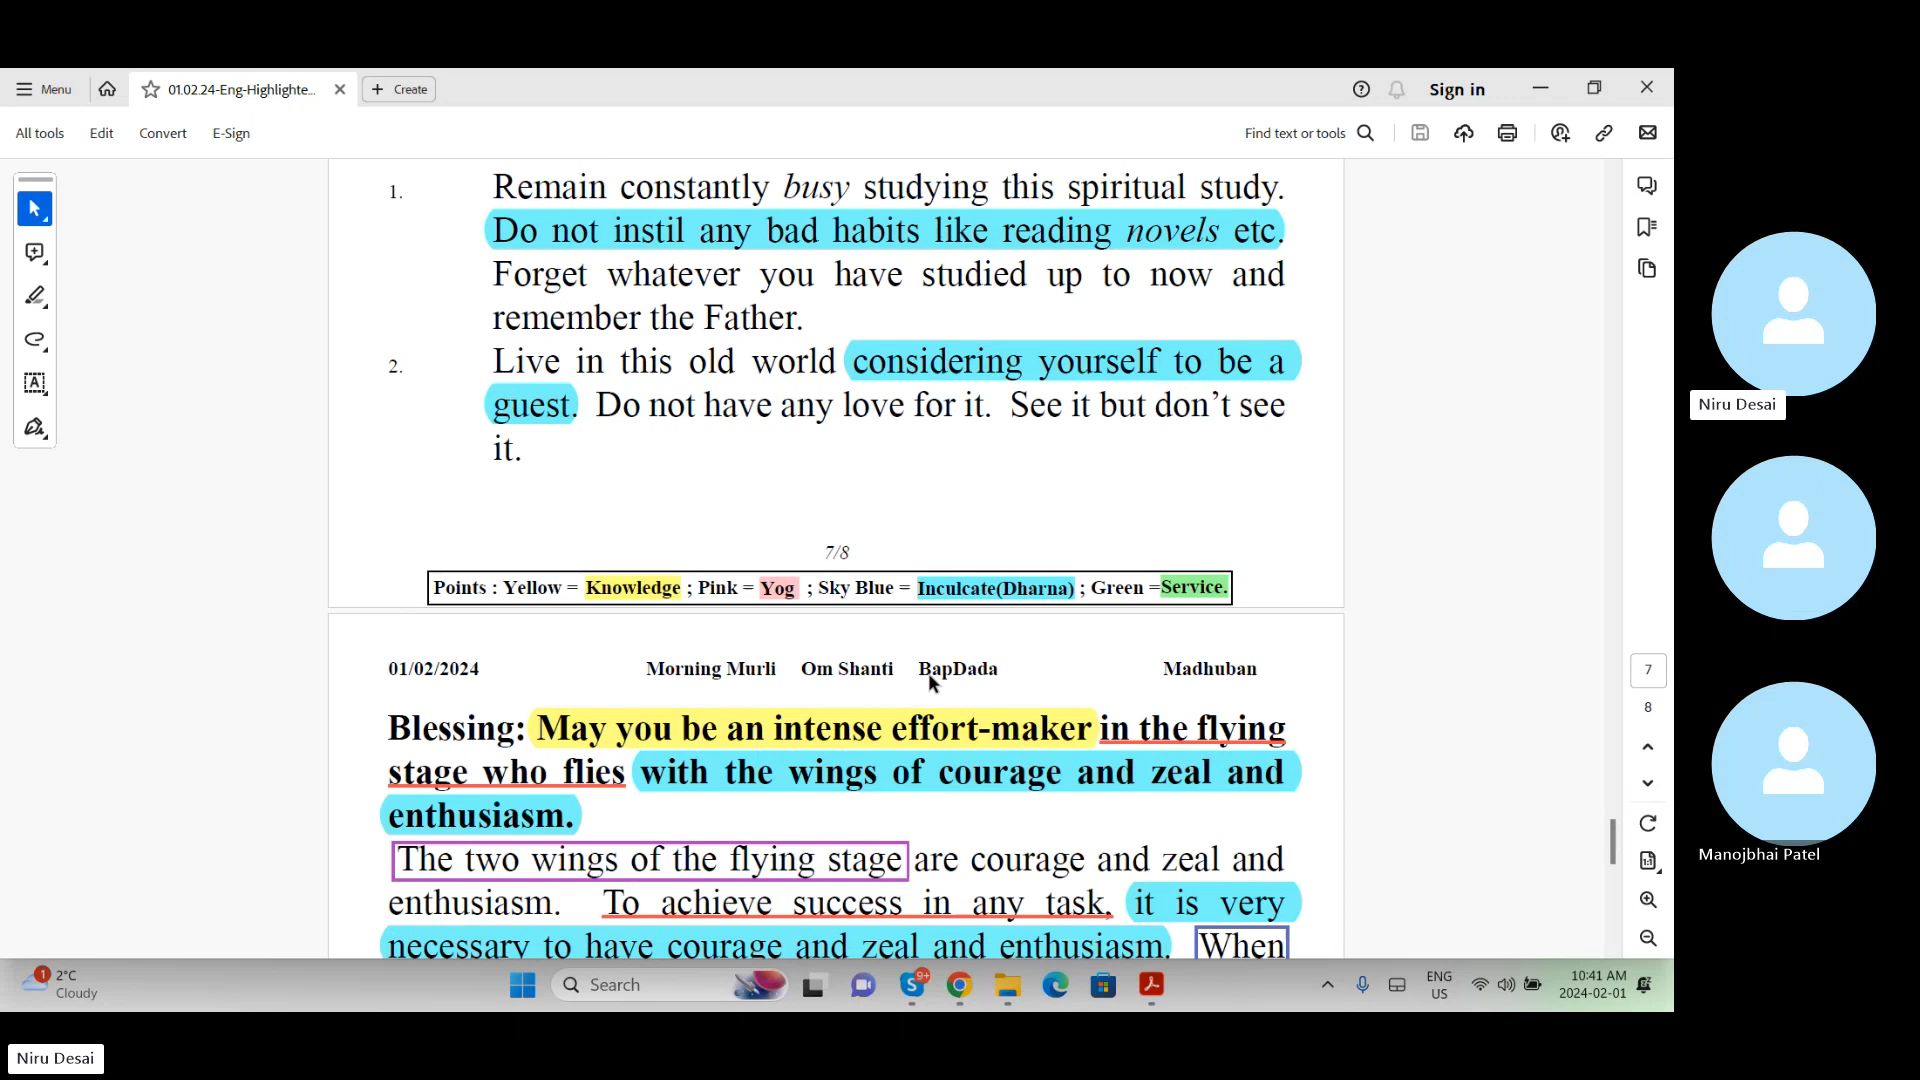 Menu
01.02.24-Eng-Highlighte...
Create
Sign in
All tools
Edit
Convert
E-Sign
Find text or tools
1. Remain constantly busy studying this spiritual study.
Do not instil any bad habits like reading novels etc.
Forget whatever you have studied up to now and
remember the Father.
2. Live in this old world considering yourself to be a
guest. Do not have any love for it. See it but don't see
it.
7/8
Points : Yellow = Knowledge ; Pink = Yog ; Sky Blue = Inculcate(Dharna) ; Green =Service.
01/02/2024 Morning Murli Om Shanti BapDada Madhuban
Blessing: May you be an intense effort-maker in the flying
stage who flies with the wings of courage and zeal and
enthusiasm.
The two wings of the flying stage are courage and zeal and
enthusiasm. To achieve success in any task, it is very
necessary to have courage and zeal and enthusiasm. When
7
8
1
2°C
Cloudy
Search
9+
ENG
US
10:41 AM
2024-02-01
Niru Desai
Manojbhai Patel
Niru Desai